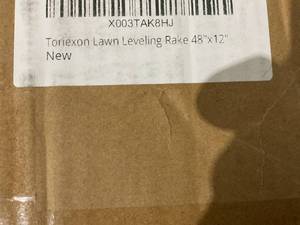 X003TAK8HJ
Toriexon Lawn Leveling Rake 48"x12"
New